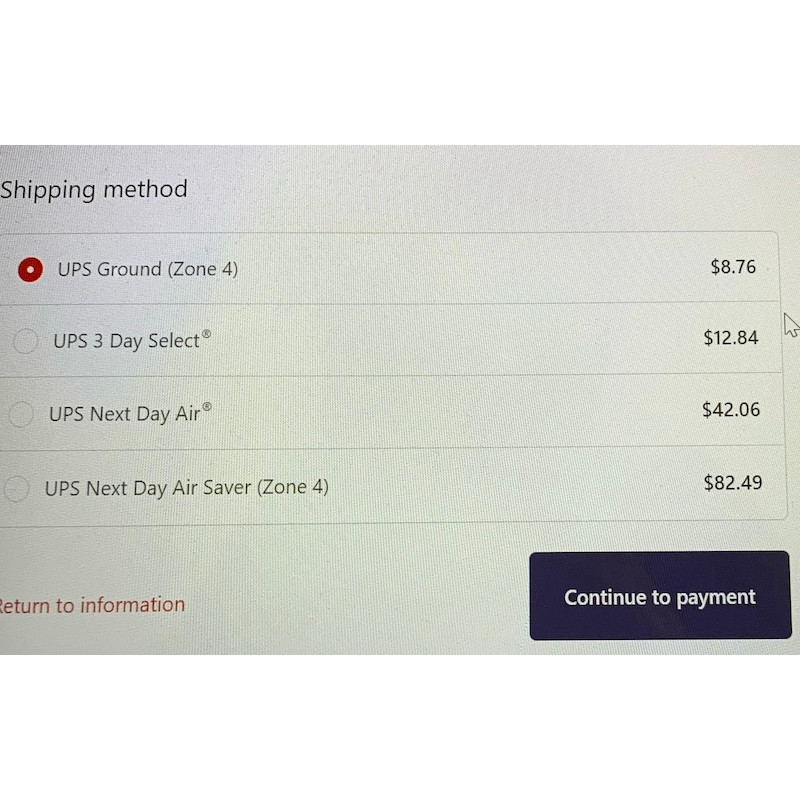 Shipping method
UPS Ground (Zone 4) $8.76
UPS 3 Day Select® $12.84
UPS Next Day Air® $42.06
UPS Next Day Air Saver (Zone 4) $82.49
Return to information
Continue to payment